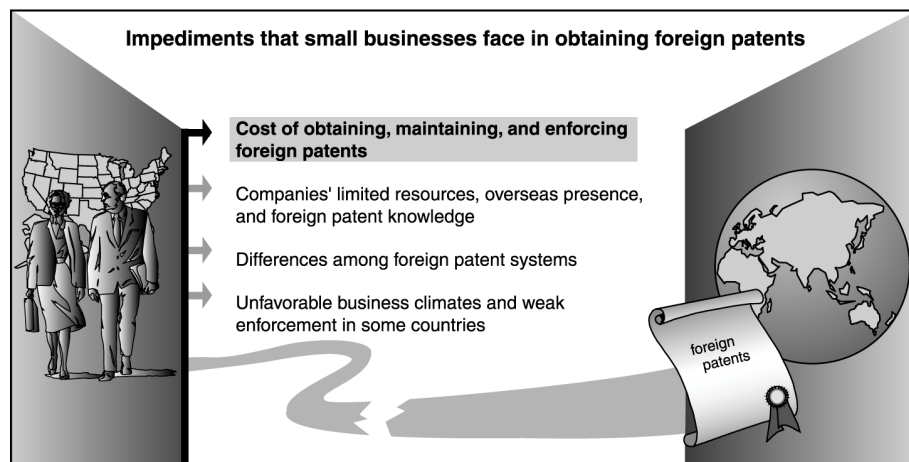 Impediments that small businesses face in obtaining foreign patents
Cost of obtaining, maintaining, and enforcing
foreign patents
Companies' limited resources, overseas presence,
and foreign patent knowledge
Differences among foreign patent systems
Unfavorable business climates and weak
enforcement in some countries
foreign
patents